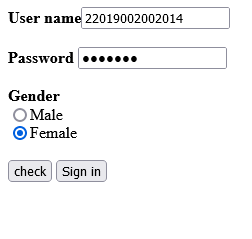 User name 22019002002014
Password •••••••
Gender
Male
Female
check Sign in